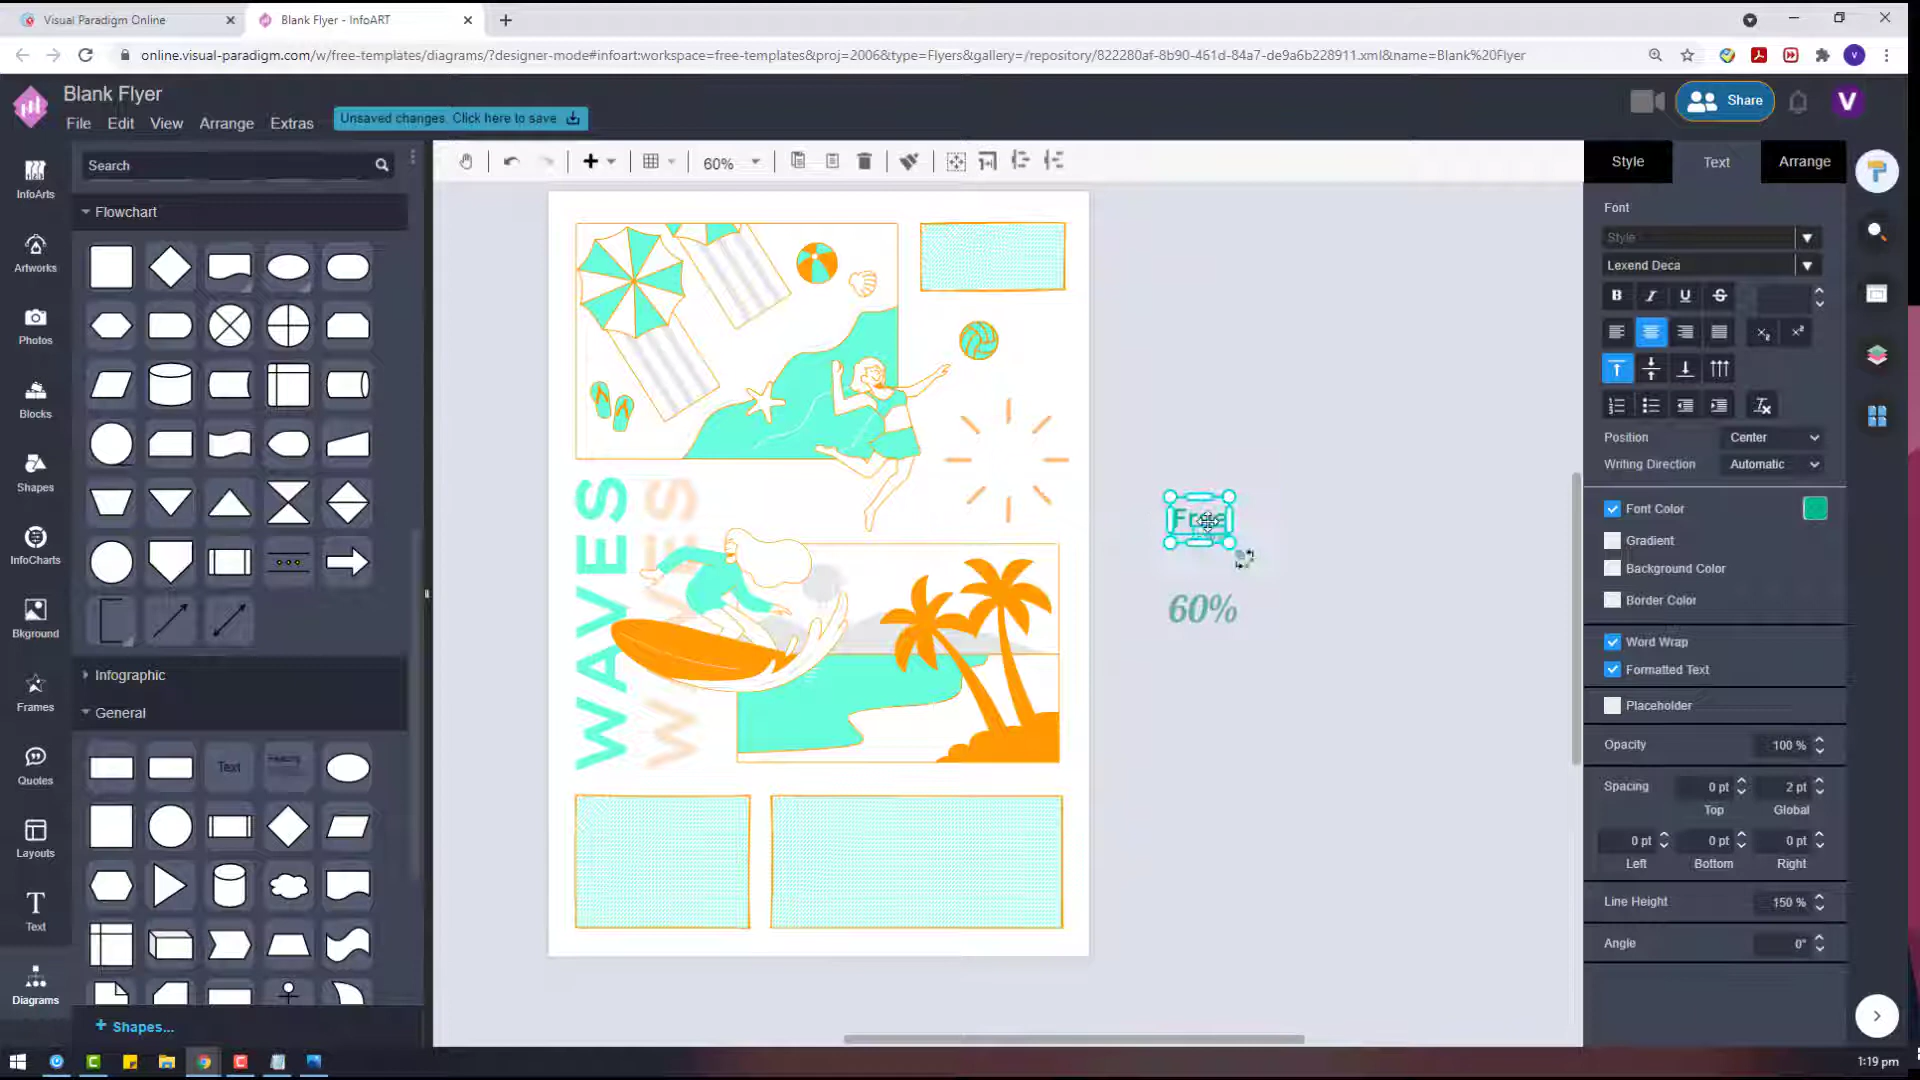 Visual Paradigm Online
Blank Flyer - InfoART
online.visual-paradigm.com/w/free-templates/diagrams/?designer-mode#infoart:workspace=free-templates&proj=2006&type=Flyers&gallery=/repository/822280af-8b90-461d-84a7-de9a6b228911.xml&name=Blank%20Flyer
V
Blank Flyer
File Edit View Arrange Extras
Unsaved changes. Click here to save
Share
V
InfoArts
Artworks
Photos
Blocks
Shapes
InfoCharts
Bkground
Frames
Quotes
Layouts
Text
Diagrams
Search
Flowchart
Infographic
General
Text
Heading
+ Shapes...
60%
WAVES
WAVES
Free
60%
Style Text Arrange
Font
Style
Lexend Deca
B I U S
Position Center
Writing Direction Automatic
Font Color
Gradient
Background Color
Border Color
Word Wrap
Formatted Text
Placeholder
Opacity 100 %
Spacing 0 pt 2 pt
Top Global
0 pt 0 pt 0 pt
Left Bottom Right
Line Height 150 %
Angle 0°
1:19 pm